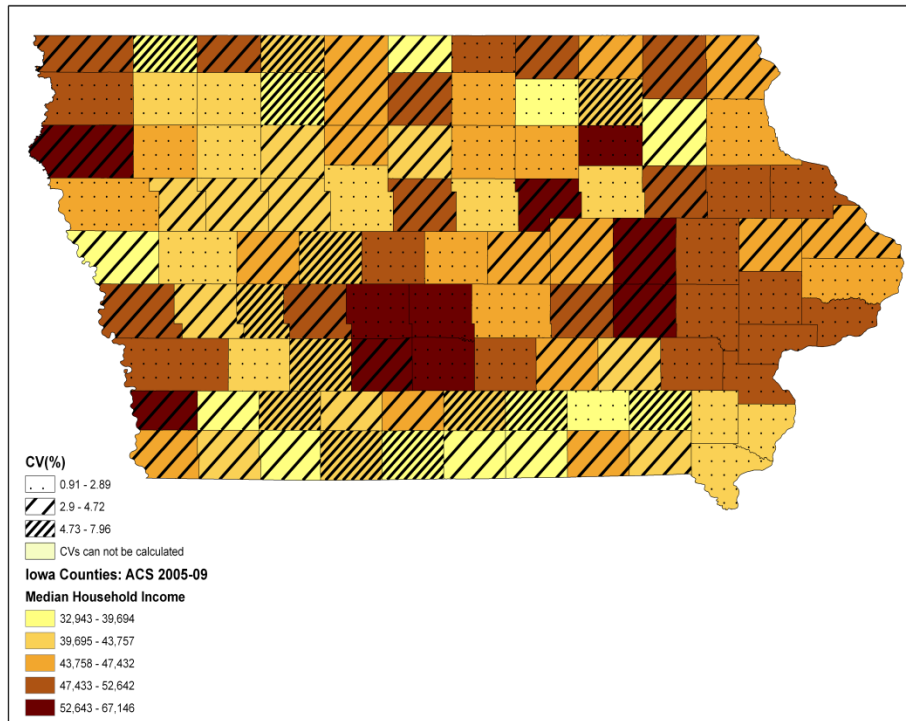 CV(%)
0.91 - 2.89
2.9 - 4.72
4.73 - 7.96
CVs can not be calculated
Iowa Counties: ACS 2005-09
Median Household Income
32,943 - 39,694
39,695 - 43,757
43,758 - 47,432
47,433 - 52,642
52,643 - 67,146